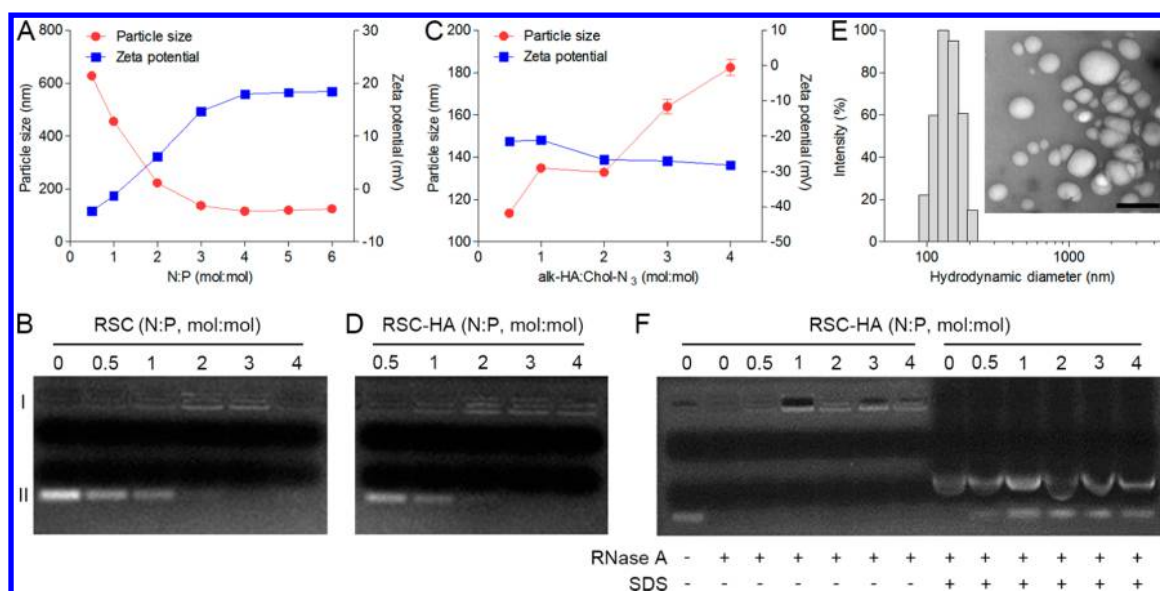 A
Particle size
Zeta potential
Particle size (nm)
800
600
400
200
0
30
20
10
0
-10
Zeta potential (mV)
0 1 2 3 4 5 6
N:P (mol:mol)
C
Particle size
Zeta potential
Particle size (nm)
200
180
160
140
120
100
10
0
-10
-20
-30
-40
-50
Zeta potential (mV)
0 1 2 3 4
alk-HA:Chol-N3 (mol:mol)
E
Intensity (%)
100
80
60
40
20
0
100 1000
Hydrodynamic diameter (nm)
B
RSC (N:P, mol:mol)
0 0.5 1 2 3 4
I
II
D
RSC-HA (N:P, mol:mol)
0.5 1 2 3 4
F
RSC-HA (N:P, mol:mol)
0 0 0.5 1 2 3 4 0 0.5 1 2 3 4
RNase A - + + + + + + + + + + + +
SDS - - - - - - - + + + + + +